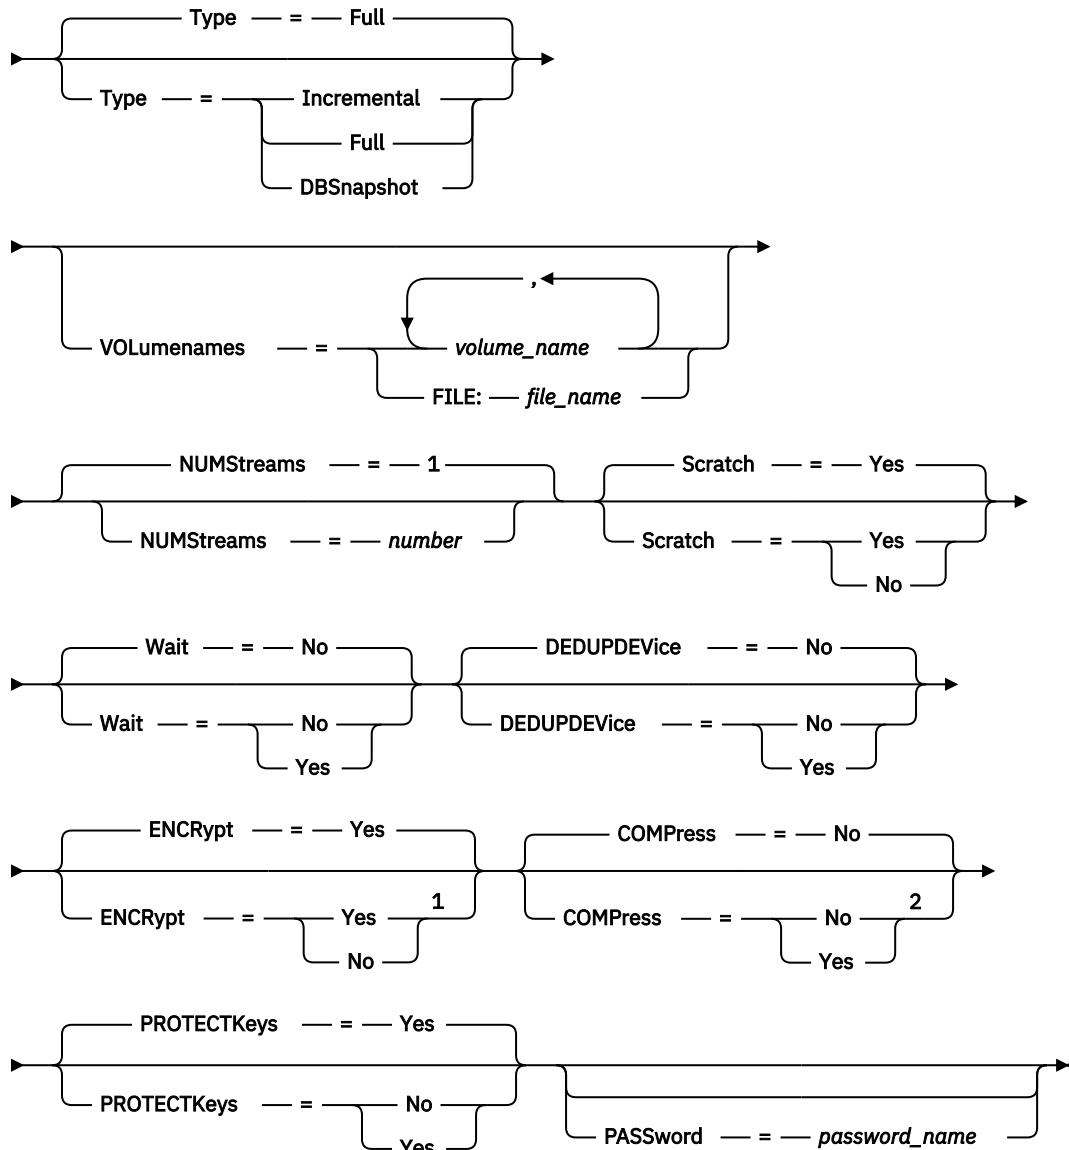 Type = Full
Type = Incremental
Full
DBSnapshot
,
VOLumenames = volume_name
FILE: file_name
NUMStreams = 1 Scratch = Yes
NUMStreams = number Scratch = Yes
No
Wait = No DEDUPDEVice = No
Wait = No DEDUPDEVice = No
Yes Yes
ENCRypt = Yes COMPress = No
ENCRypt = Yes 1 COMPress = No 2
No Yes
PROTECTKeys = Yes
PROTECTKeys = No
Yes PASSword = password_name